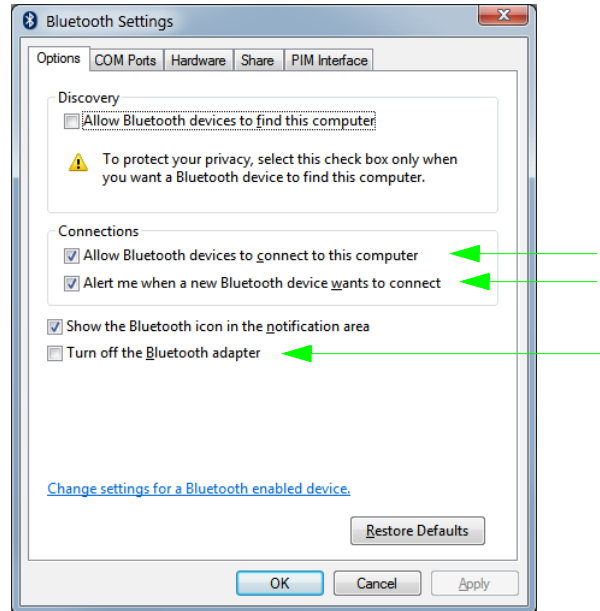 Bluetooth Settings
Options COM Ports Hardware Share PIM Interface
Discovery
Allow Bluetooth devices to find this computer
To protect your privacy, select this check box only when
you want a Bluetooth device to find this computer.
Connections
Allow Bluetooth devices to connect to this computer
Alert me when a new Bluetooth device wants to connect
Show the Bluetooth icon in the notification area
Turn off the Bluetooth adapter
Change settings for a Bluetooth enabled device.
Restore Defaults
OK Cancel Apply